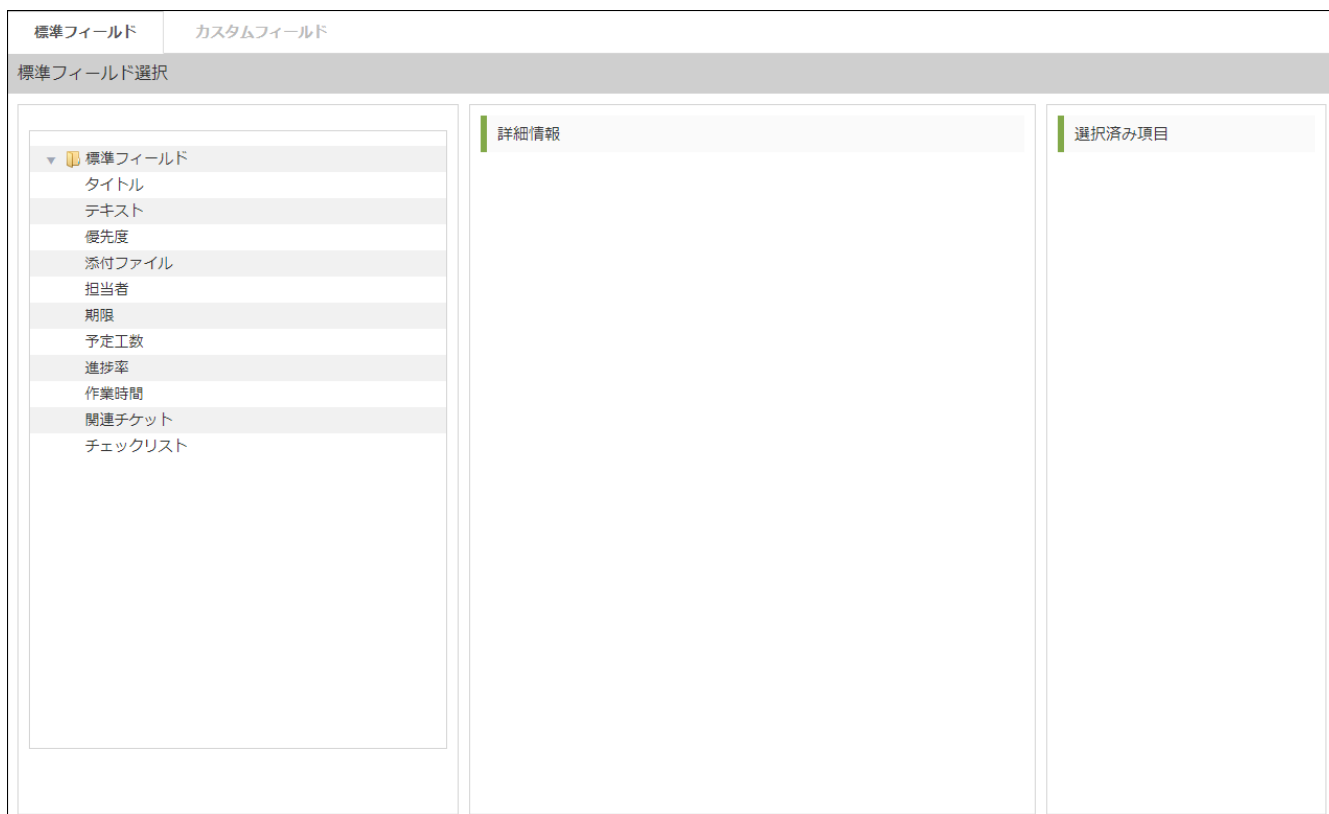 標準フィールド
カスタムフィールド
標準フィールド選択
標準フィールド
タイトル
テキスト
優先度
添付ファイル
担当者
期限
予定工数
進捗率
作業時間
関連チケット
チェックリスト
詳細情報
選択済み項目